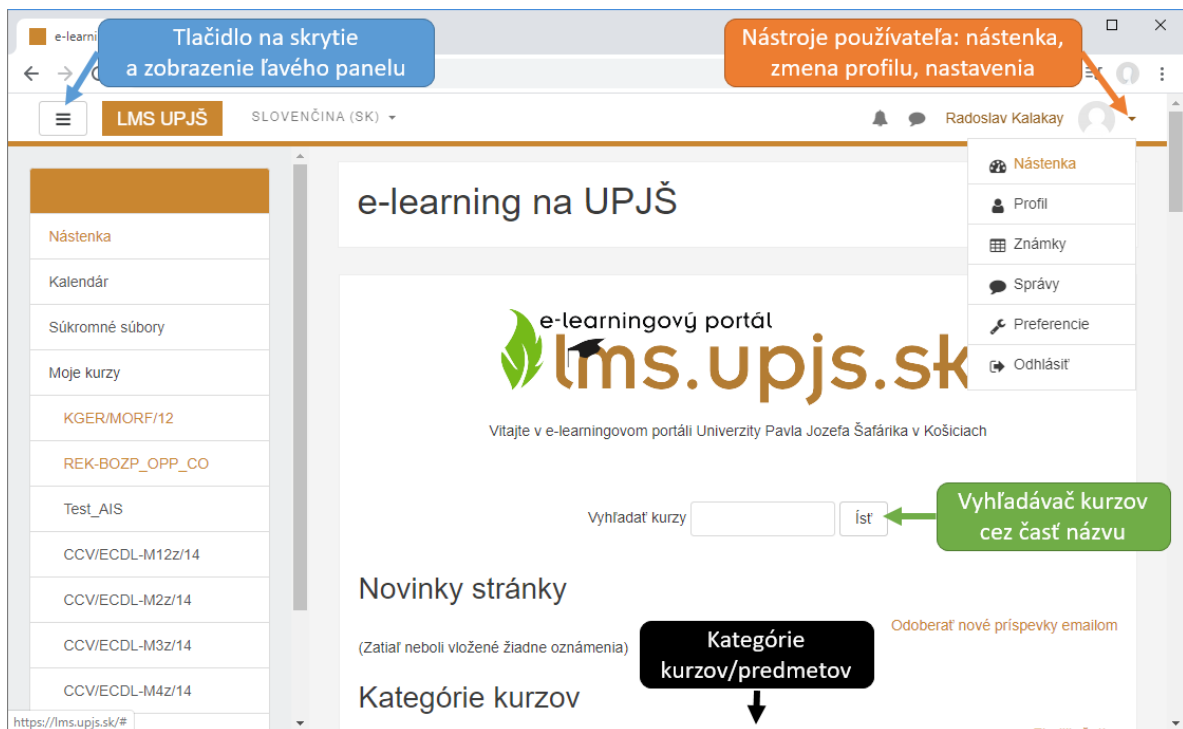 e-learni
Tlačidlo na skrytie
a zobrazenie ľavého panelu
Nástroje používateľa: nástenka,
zmena profilu, nastavenia
LMS UPJŠ
SLOVENČINA (SK)
Radoslav Kalakay
Nástenka
Profil
Známky
Správy
Preferencie
Odhlásiť
Nástenka
Kalendár
Súkromné súbory
Moje kurzy
KGER/MORF/12
REK-BOZP_OPP_CO
Test_AIS
CCV/ECDL-M12z/14
CCV/ECDL-M2z/14
CCV/ECDL-M3z/14
CCV/ECDL-M4z/14
https://lms.upjs.sk/#
e-learning na UPJŠ
e-learningový portál
lms.upjs.sk
Vitajte v e-learningovom portáli Univerzity Pavla Jozefa Šafárika v Košiciach
Vyhľadať kurzy
Ísť
Vyhľadávač kurzov
cez časť názvu
Novinky stránky
Odoberať nové príspevky emailom
(Zatiaľ neboli vložené žiadne oznámenia)
Kategórie
kurzov/predmetov
Kategórie kurzov